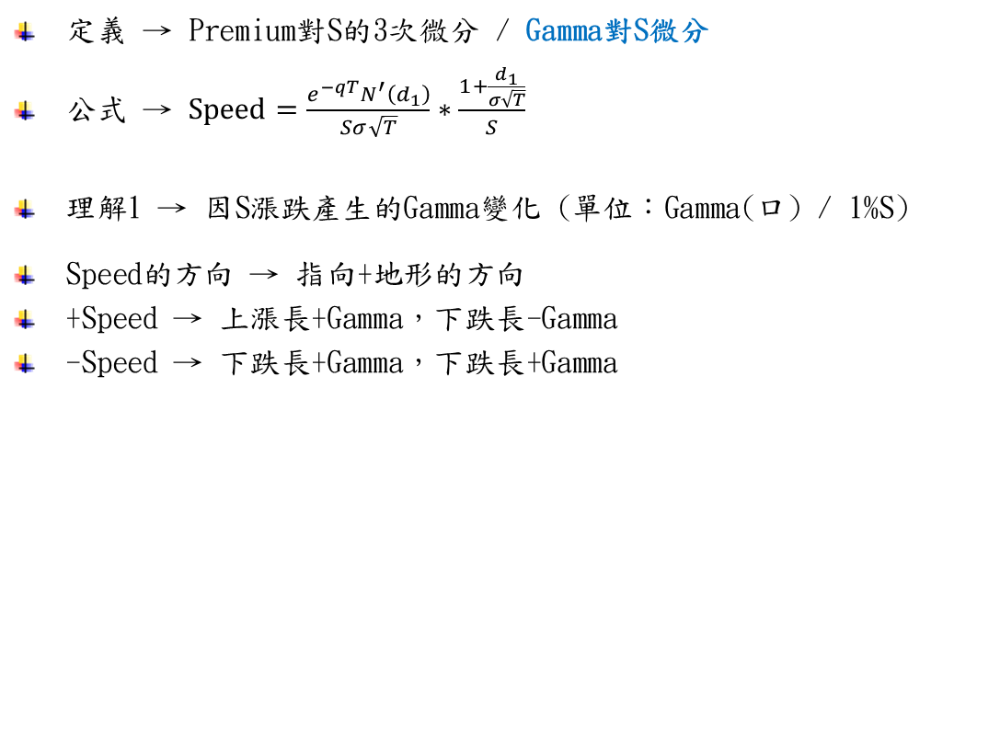 定義 → Premium對S的3次微分 / Gamma對S微分
公式 → Speed = \frac{e^{-qT}N'(d_1)}{Sσ\sqrt{T}} * \frac{1+\frac{d_1}{σ\sqrt{T}}}{S}
理解1 → 因S漲跌產生的Gamma變化 (單位：Gamma(口) / 1%S)
Speed的方向 → 指向+地形的方向
+Speed → 上漲長+Gamma，下跌長-Gamma
-Speed → 下跌長+Gamma，下跌長+Gamma